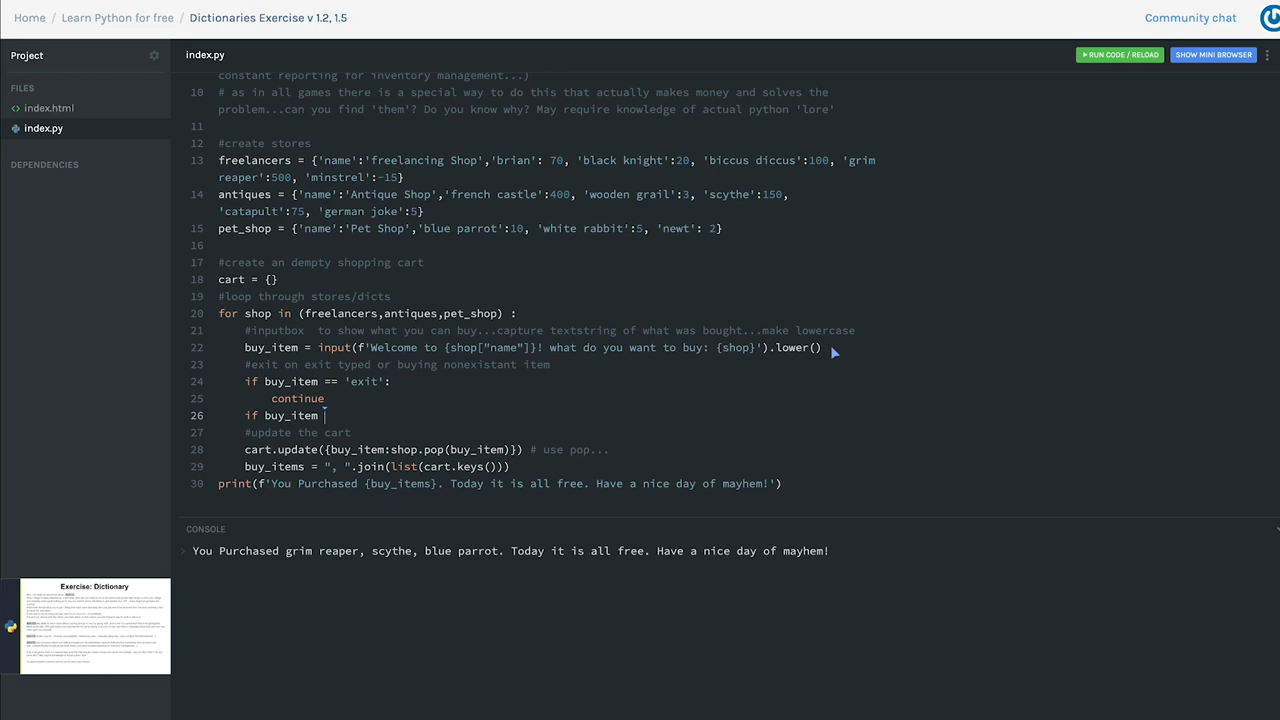 Home / Learn Python for free / Dictionaries Exercise v 1.2, 1.5
Community chat
Project
index.py
RUN CODE / RELOAD
SHOW MINI BROWSER
FILES
index.html
index.py
DEPENDENCIES
constant reporting for inventory management...)
10 # as in all games there is a special way to do this that actually makes money and solves the
problem...can you find 'them'? Do you know why? May require knowledge of actual python 'lore'
11
12 #create stores
13 freelancers = {'name':'freelancing Shop','brian': 70, 'black knight':20, 'biccus diccus':100, 'grim
reaper':500, 'minstrel':-15}
14 antiques = {'name':'Antique Shop','french castle':400, 'wooden grail':3, 'scythe':150,
'catapult':75, 'german joke':5}
15 pet_shop = {'name':'Pet Shop','blue parrot':10, 'white rabbit':5, 'newt': 2}
16
17 #create an dempty shopping cart
18 cart = {}
19 #loop through stores/dicts
20 for shop in (freelancers,antiques,pet_shop) :
21 #inputbox  to show what you can buy...capture textstring of what was bought...make lowercase
22 buy_item = input(f'Welcome to {shop["name"]}! what do you want to buy: {shop}').lower()
23 #exit on exit typed or buying nonexistant item
24 if buy_item == 'exit':
25 continue
26 if buy_item
27 #update the cart
28 cart.update({buy_item:shop.pop(buy_item)}) # use pop...
29 buy_items = ", ".join(list(cart.keys()))
30 print(f'You Purchased {buy_items}. Today it is all free. Have a nice day of mayhem!')
CONSOLE
You Purchased grim reaper, scythe, blue parrot. Today it is all free. Have a nice day of mayhem!
Exercise: Dictionary